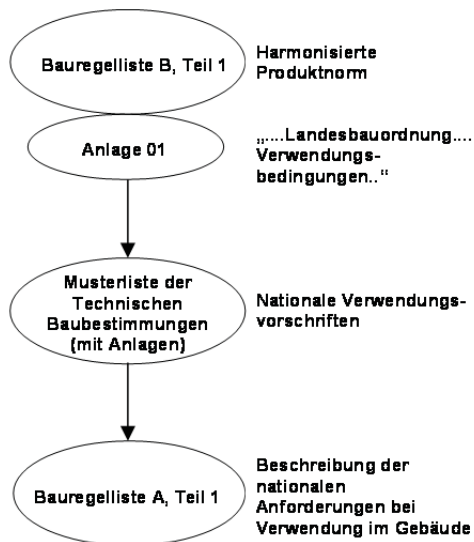 Bauregelliste B, Teil 1
Harmonisierte
Produktnorm
Anlage 01
„....Landesbauordnung....
Verwendungs-
bedingungen..“
Musterliste der
Technischen
Baubestimmungen
(mit Anlagen)
Nationale Verwendungs-
vorschriften
Bauregelliste A, Teil 1
Beschreibung der
nationalen
Anforderungen bei
Verwendung im Gebäude